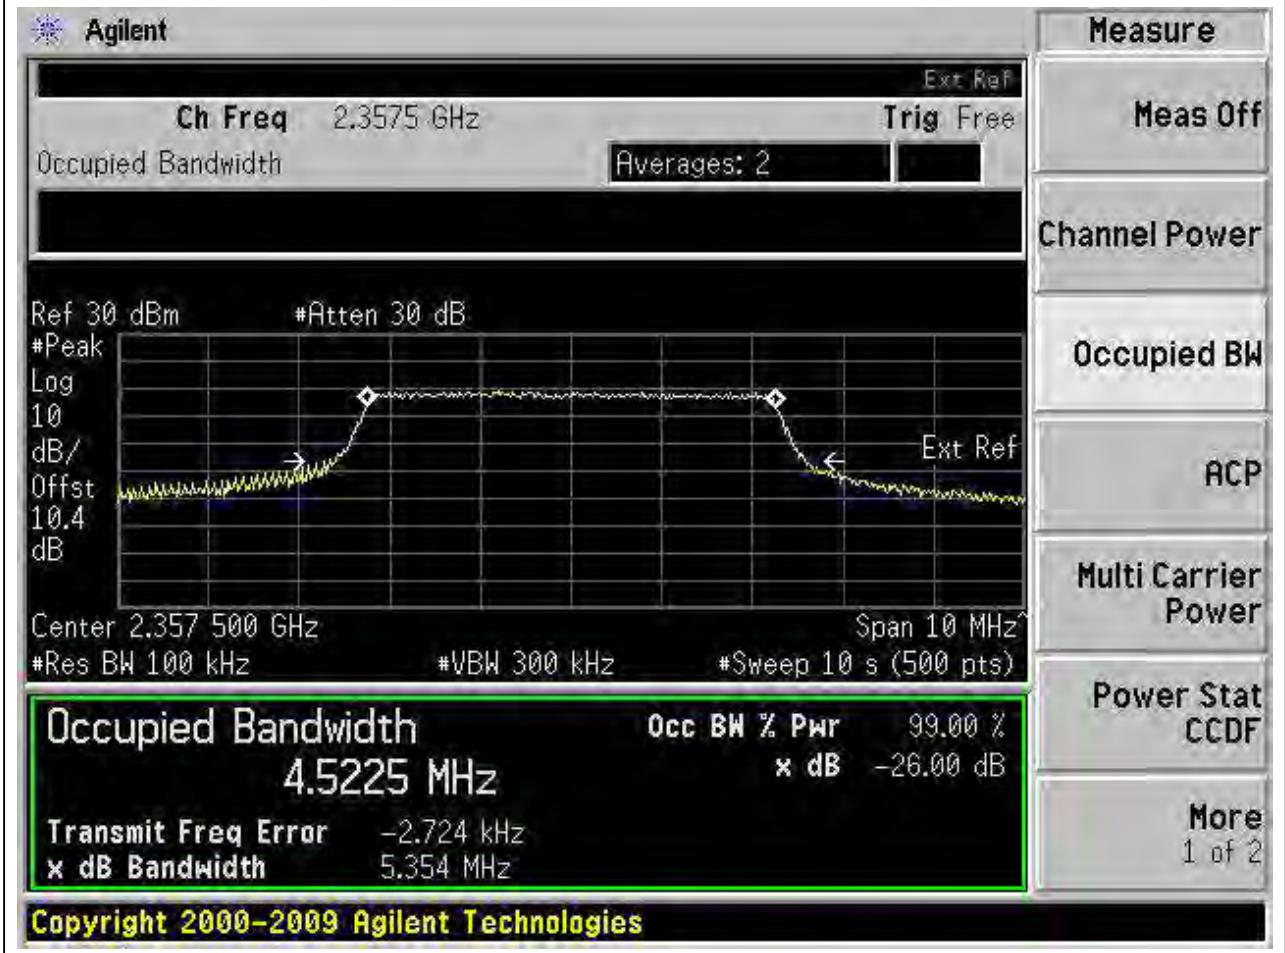 Agilent
Measure
Ext Ref
Ch Freq 2.3575 GHz Trig Free
Occupied Bandwidth Averages: 2
Meas Off
Channel Power
Occupied BW
ACP
Multi Carrier
Power
Power Stat
CCDF
More
1 of 2
Ref 30 dBm #Atten 30 dB
#Peak
Log
10
dB/
Offst
10.4
dB
Ext Ref
Center 2.357 500 GHz Span 10 MHz^
#Res BW 100 kHz #VBW 300 kHz #Sweep 10 s (500 pts)
Occupied Bandwidth
4.5225 MHz
Occ BW % Pwr 99.00 %
x dB -26.00 dB
Transmit Freq Error -2.724 kHz
x dB Bandwidth 5.354 MHz
Copyright 2000-2009 Agilent Technologies